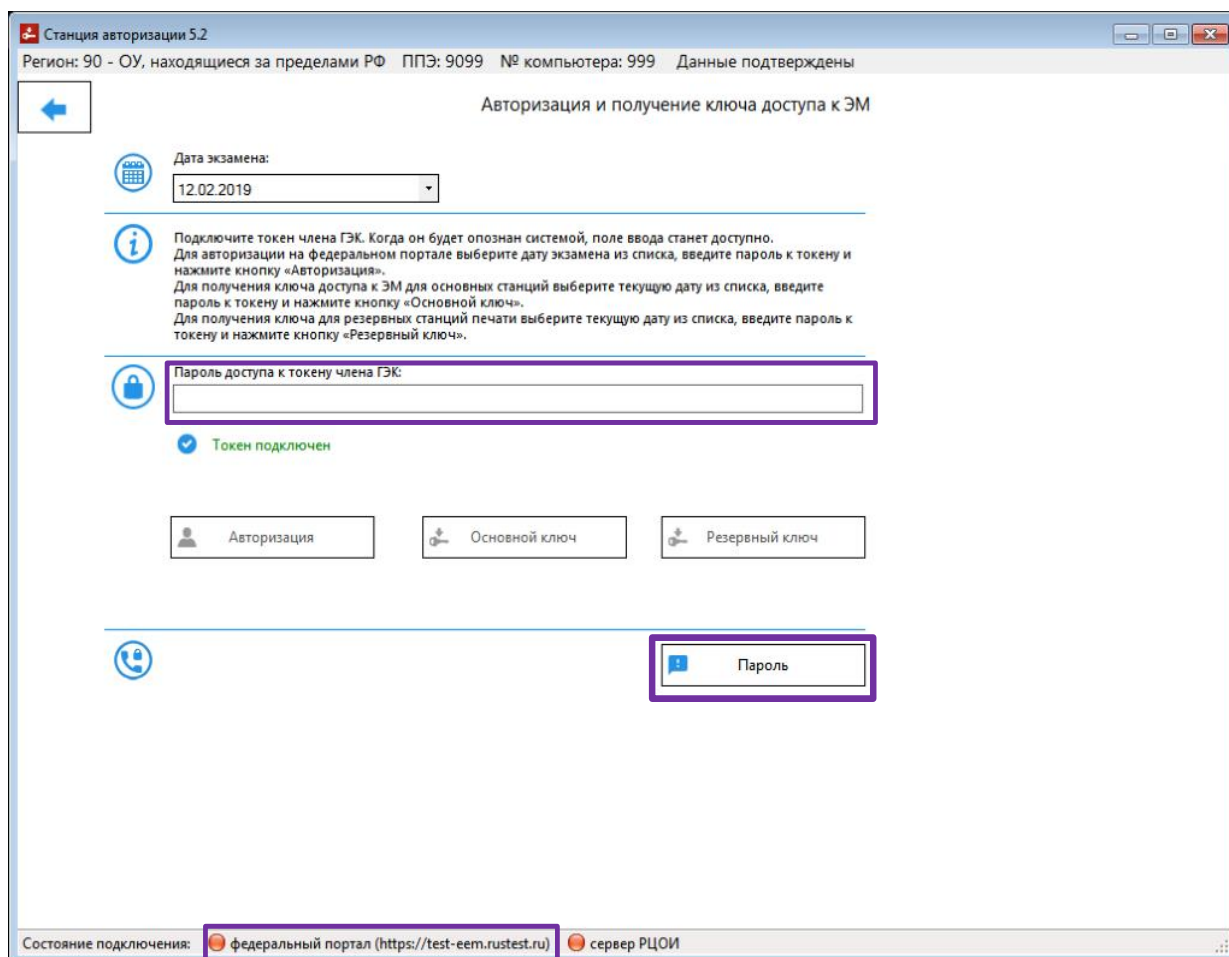 Станция авторизации 5.2
Регион: 90 - ОУ, находящиеся за пределами РФ ППЭ: 9099 № компьютера: 999 Данные подтверждены
Авторизация и получение ключа доступа к ЭМ
Дата экзамена:
12.02.2019
Подключите токен члена ГЭК. Когда он будет опознан системой, поле ввода станет доступно.
Для авторизации на федеральном портале выберите дату экзамена из списка, введите пароль к токену и
нажмите кнопку «Авторизация».
Для получения ключа доступа к ЭМ для основных станций выберите текущую дату из списка, введите
пароль к токену и нажмите кнопку «Основной ключ».
Для получения ключа для резервных станций печати выберите текущую дату из списка, введите пароль к
токену и нажмите кнопку «Резервный ключ».
Пароль доступа к токену члена ГЭК:
Токен подключен
Авторизация Основной ключ Резервный ключ
Пароль
Состояние подключения: федеральный портал (https://test-eem.rustest.ru) сервер РЦОИ